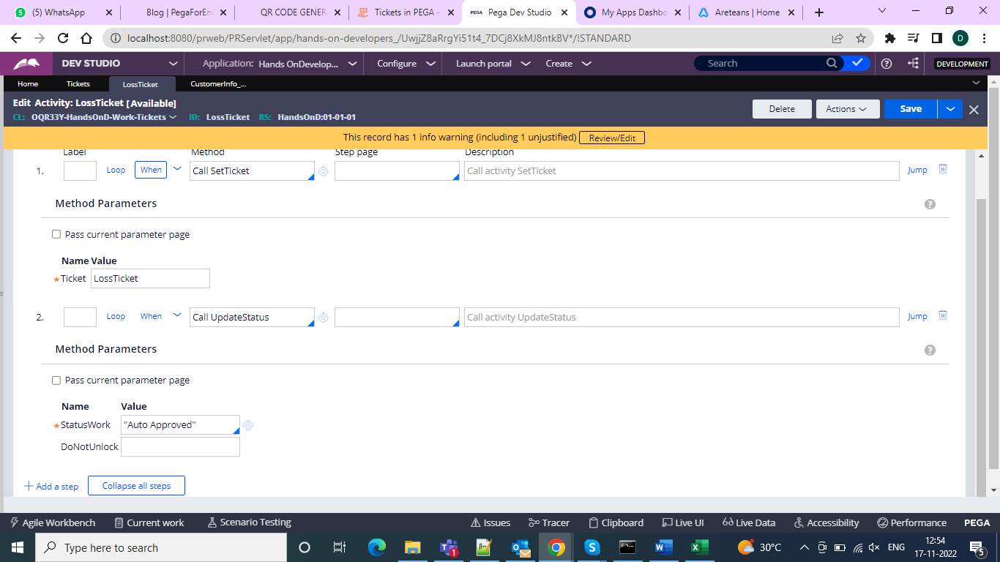 (5) WhatsApp
Blog | PegaForEn
QR CODE GENER
Tickets in PEGA –
PEGA Pega Dev Studio
My Apps Dashbo
Areteans | Home
localhost:8080/prweb/PRServlet/app/hands-on-developers_/UwjjZ8aRrgYi51t4_7DCj8XkMJ8ntkBV*/!STANDARD
D
DEV STUDIO
Application: Hands OnDevelop...
Configure
Launch portal
Create
Search
DEVELOPMENT
Home
Tickets
LossTicket
CustomerInfo_...
Edit Activity: LossTicket [Available]
CL: OQR33Y-HandsOnD-Work-Tickets ID: LossTicket RS: HandsOnD:01-01-01
Delete
Actions
Save
This record has 1 info warning (including 1 unjustified) Review/Edit
Label Method Step page Description
1. Loop When Call SetTicket Call activity SetTicket Jump
Method Parameters
Pass current parameter page
Name Value
*Ticket LossTicket
2. Loop When Call UpdateStatus Call activity UpdateStatus Jump
Method Parameters
Pass current parameter page
Name Value
*StatusWork "Auto Approved"
DoNotUnlock
+ Add a step Collapse all steps
Agile Workbench Current work Scenario Testing Issues Tracer Clipboard Live UI Live Data Accessibility Performance PEGA
Type here to search
30°C
ENG
12:54
17-11-2022
5